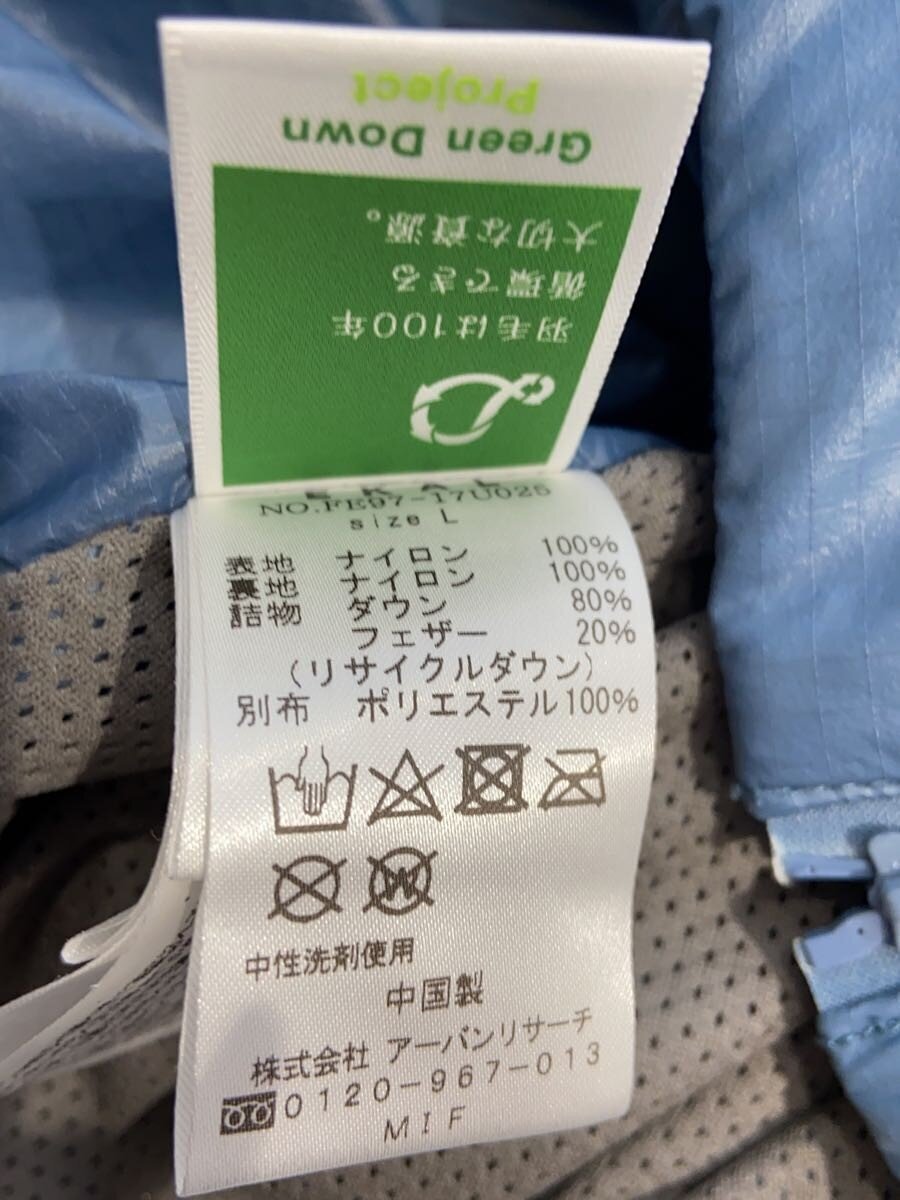 Green Down
Project
羽毛は100年
循環できる
大切な資源。
NO.FE97-17U025
size L
表地 ナイロン 100%
裏地 ナイロン 100%
詰物 ダウン 80%
フェザー 20%
(リサイクルダウン)
別布 ポリエステル100%
中性洗剤使用
中国製
株式会社 アーバンリサーチ
0120-967-013
MIF